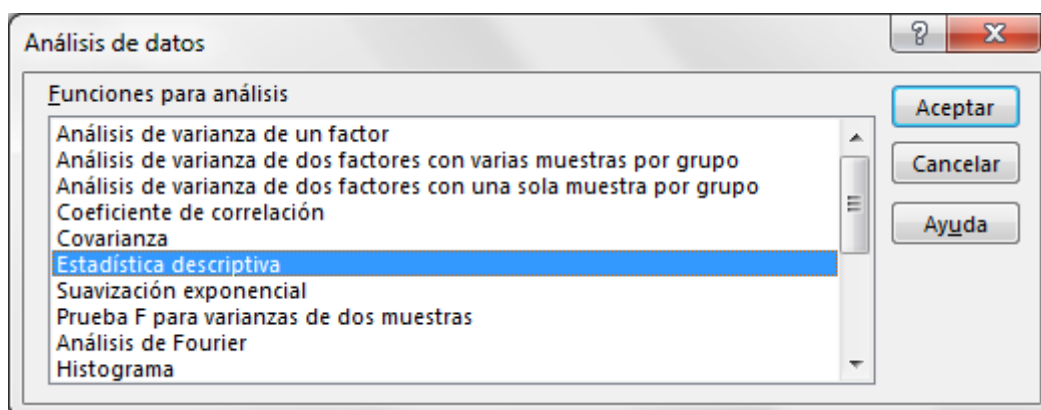 Análisis de datos
Funciones para análisis
Análisis de varianza de un factor
Análisis de varianza de dos factores con varias muestras por grupo
Análisis de varianza de dos factores con una sola muestra por grupo
Coeficiente de correlación
Covarianza
Estadística descriptiva
Suavización exponencial
Prueba F para varianzas de dos muestras
Análisis de Fourier
Histograma
Aceptar
Cancelar
Ayuda